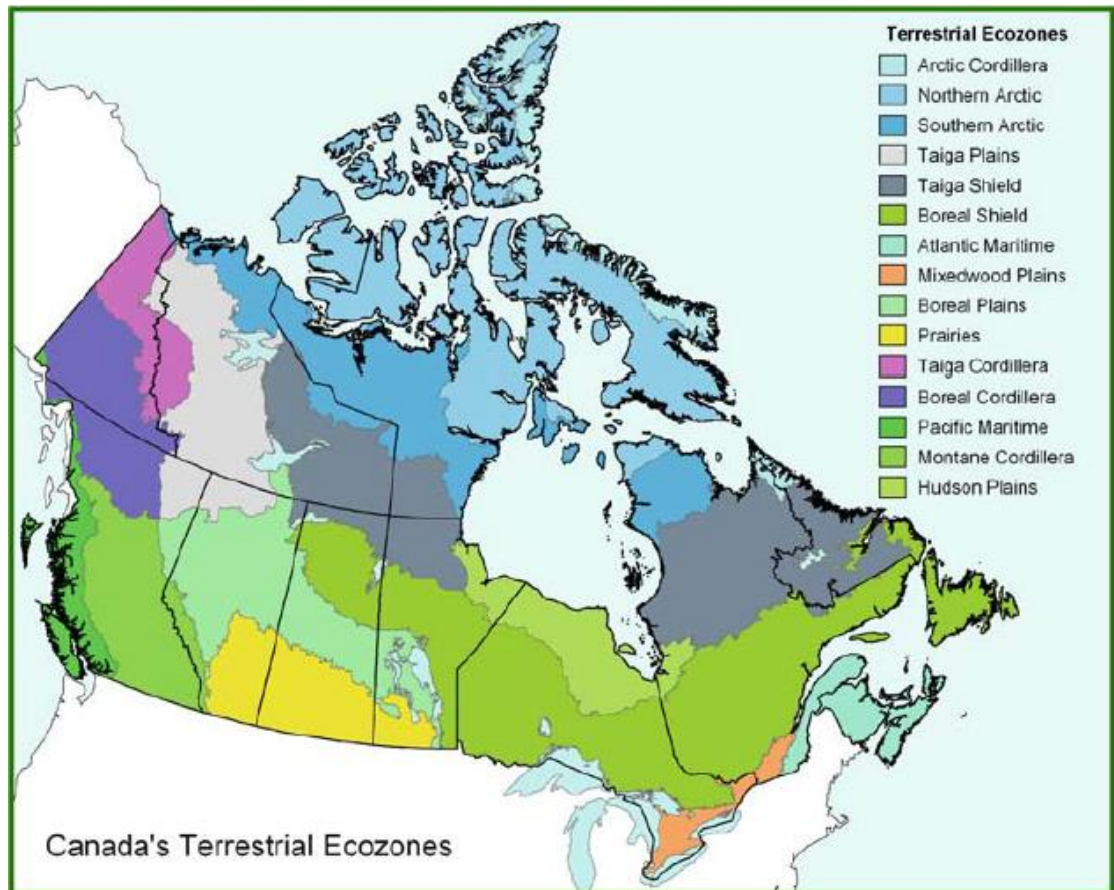 Terrestrial Ecozones
Arctic Cordillera
Northern Arctic
Southern Arctic
Taiga Plains
Taiga Shield
Boreal Shield
Atlantic Maritime
Mixedwood Plains
Boreal Plains
Prairies
Taiga Cordillera
Boreal Cordillera
Pacific Maritime
Montane Cordillera
Hudson Plains
Canada's Terrestrial Ecozones